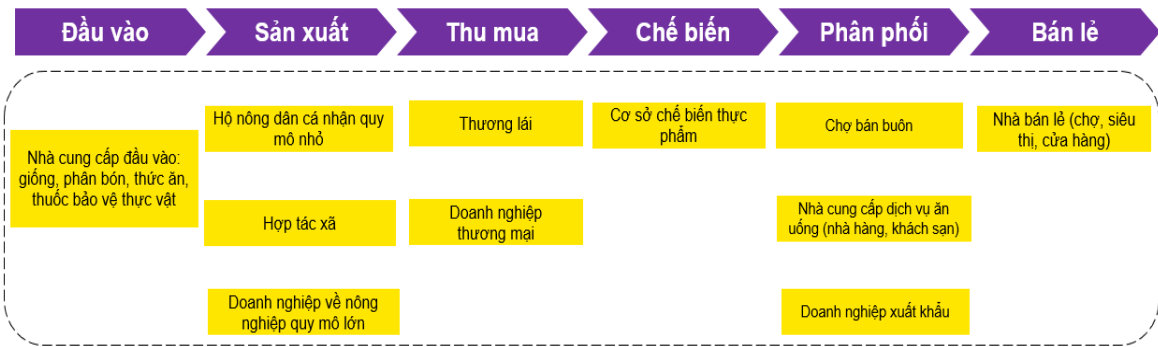 Đầu vào
Sản xuất
Thu mua
Chế biến
Phân phối
Bán lẻ
Nhà cung cấp đầu vào:
giống, phân bón, thức ăn,
thuốc bảo vệ thực vật
Hộ nông dân cá nhận quy
mô nhỏ
Hợp tác xã
Doanh nghiệp về nông
nghiệp quy mô lớn
Thương lái
Doanh nghiệp
thương mại
Cơ sở chế biến thực
phẩm
Chợ bán buôn
Nhà cung cấp dịch vụ ăn
uống (nhà hàng, khách sạn)
Doanh nghiệp xuất khẩu
Nhà bán lẻ (chợ, siêu
thị, cửa hàng)